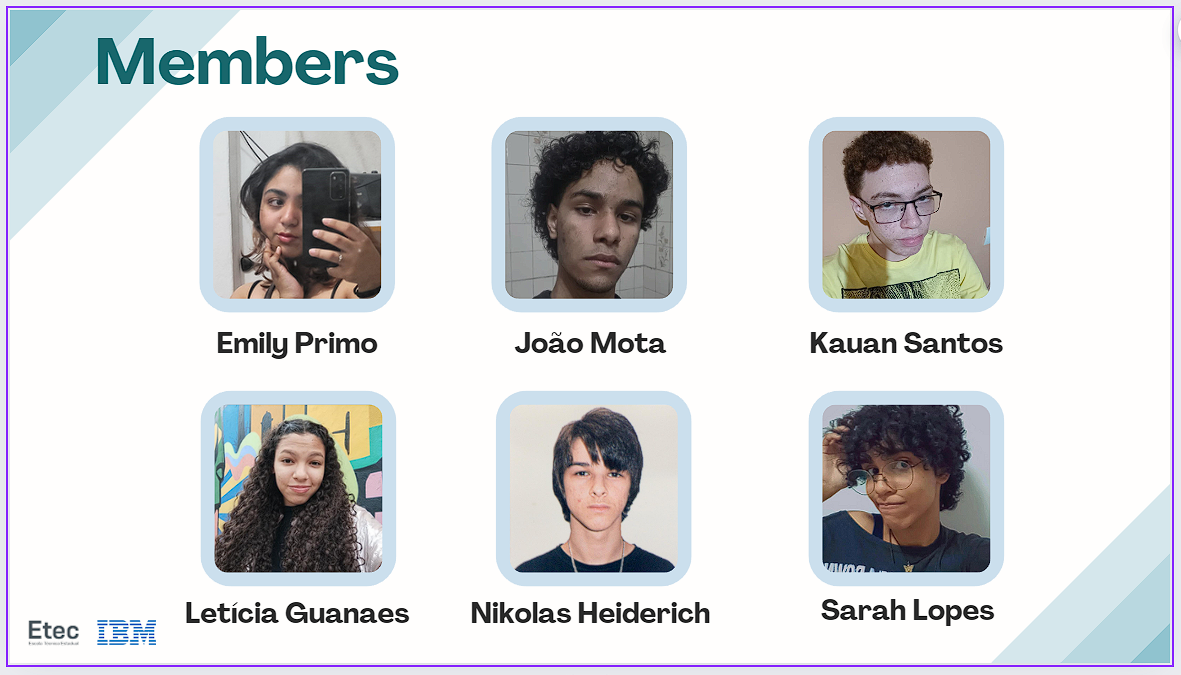 Members
Emily Primo
João Mota
Kauan Santos
Letícia Guanaes
Nikolas Heiderich
Sarah Lopes
Etec
IBM